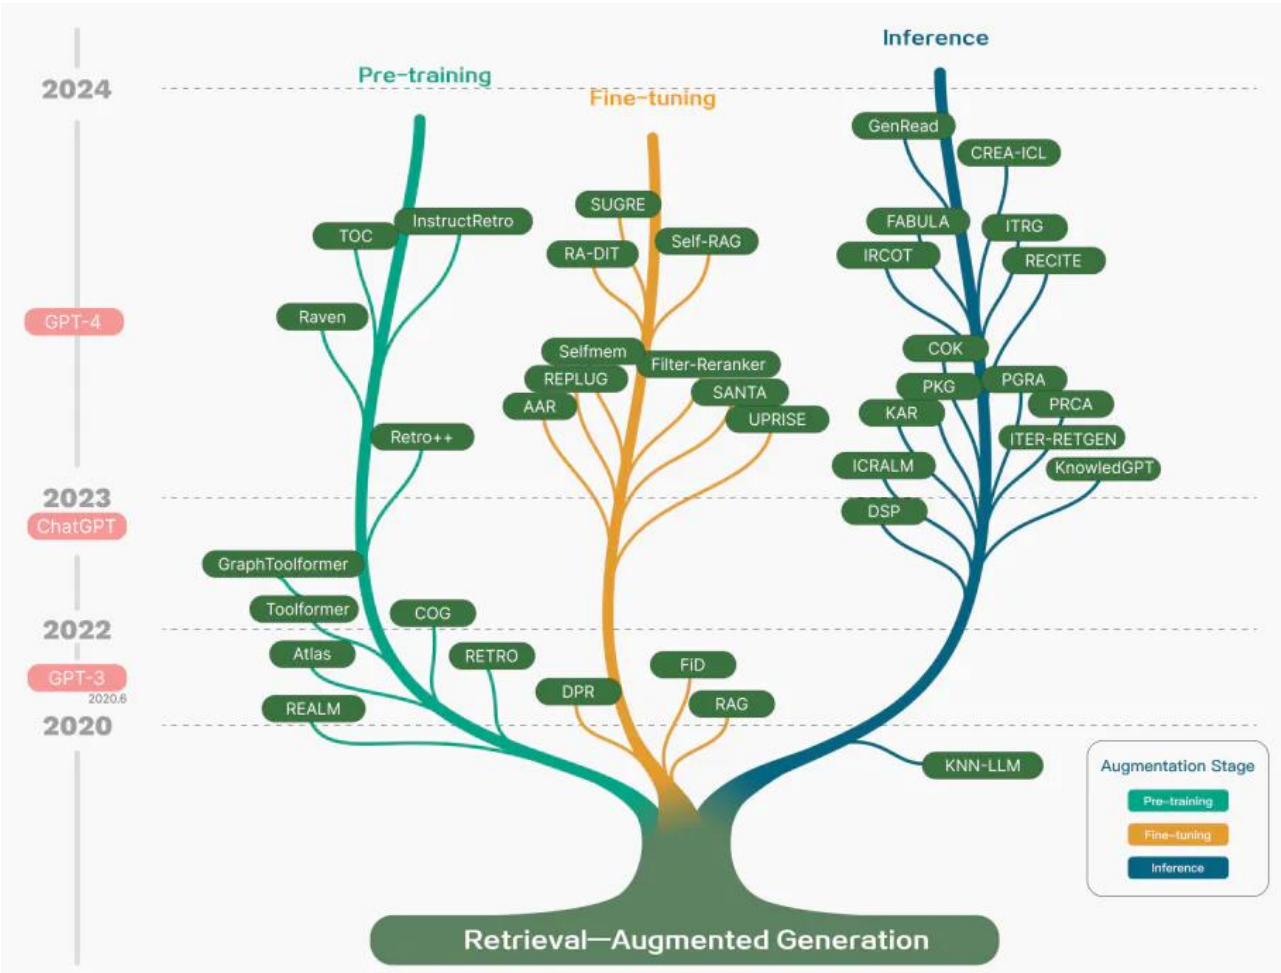 Inference
Pre-training
2024
Fine-tuning
GenRead
CREA-ICL
SUGRE
InstructRetro
FABULA
ITRG
TOC
Self-RAG
RA-DIT
IRCOT
RECITE
Raven
GPT-4
COK
Selfmem
Filter-Reranker
REPLUG
PKG
PGRA
SANTA
AAR
PRCA
KAR
UPRISE
Retro++
ITER-RETGEN
ICRALM
KnowledGPT
2023
DSP
ChatGPT
GraphToolformer
Toolformer
COG
2022
Atlas
RETRO
FiD
GPT-3
2020.6
DPR
RAG
REALM
2020
KNN-LLM
Augmentation Stage
Pre-training
Fine-tuning
Inference
Retrieval—Augmented Generation